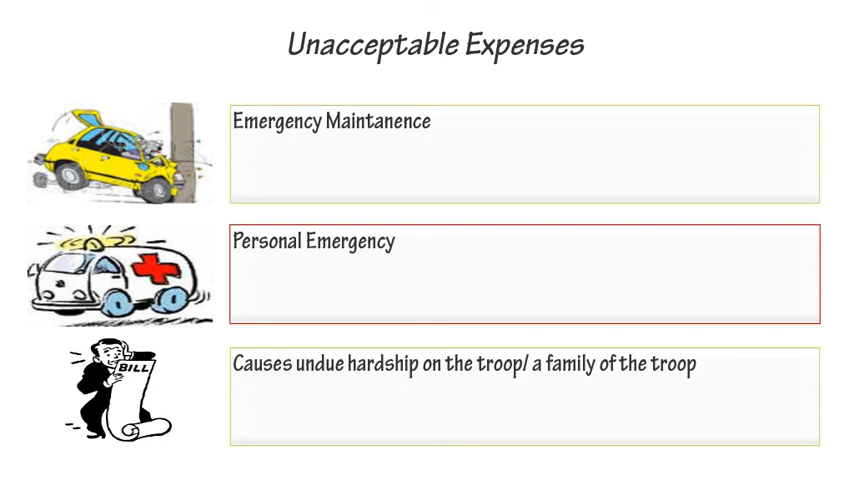 Unacceptable Expenses
Emergency Maintanence
Personal Emergency
BILL
Causes undue hardship on the troop/ a family of the troop